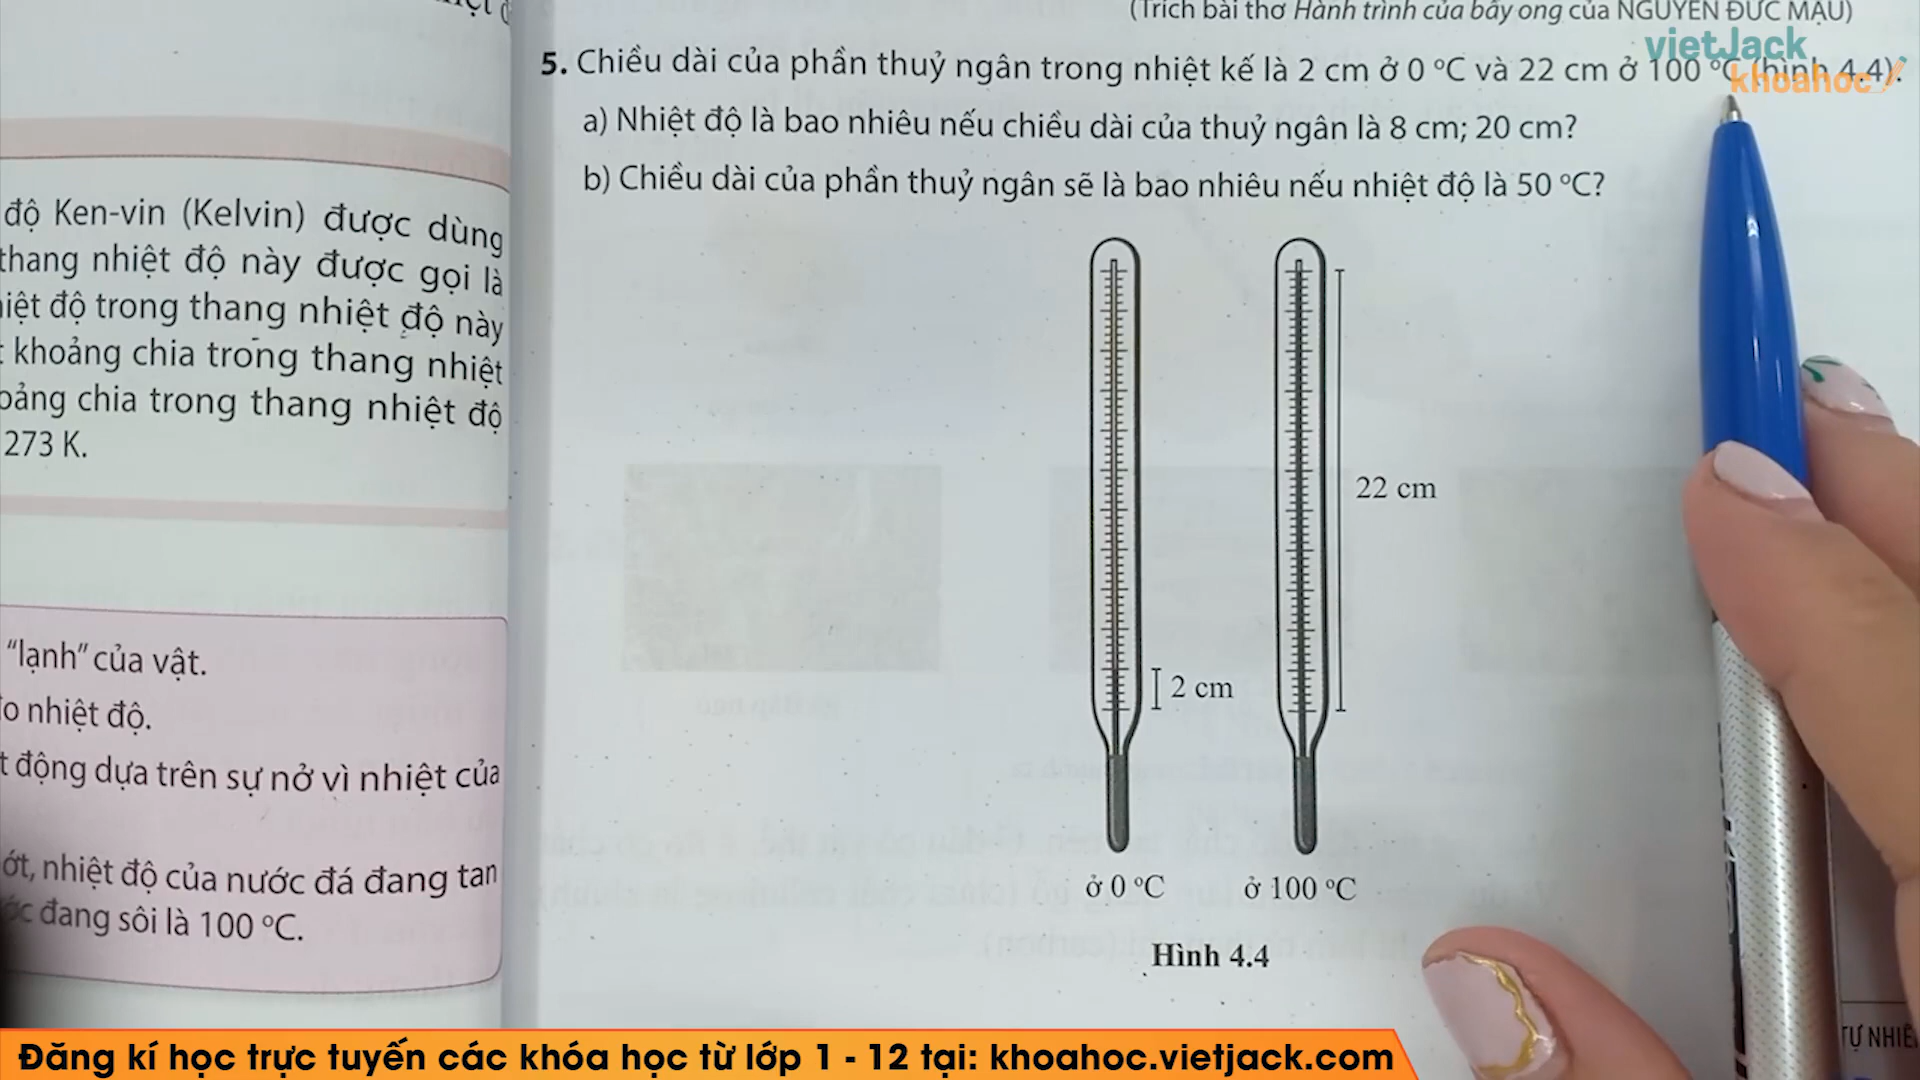 (Trích bài thơ Hành trình của bầy ong của NGUYỄN ĐỨC MẬU)
vietJack
khoahoc
5. Chiều dài của phần thuỷ ngân trong nhiệt kế là 2 cm ở 0 °C và 22 cm ở 100 °C (hình 4.4).
a) Nhiệt độ là bao nhiêu nếu chiều dài của thuỷ ngân là 8 cm; 20 cm?
b) Chiều dài của phần thuỷ ngân sẽ là bao nhiêu nếu nhiệt độ là 50 °C?
độ Ken-vin (Kelvin) được dùng
thang nhiệt độ này được gọi là
nhiệt độ trong thang nhiệt độ này
khoảng chia trong thang nhiệt
khoảng chia trong thang nhiệt độ
273 K.
22 cm
2 cm
"lạnh" của vật.
đo nhiệt độ.
động dựa trên sự nở vì nhiệt của
nhiệt độ của nước đá đang tan
đang sôi là 100 °C.
ở 0 °C
ở 100 °C
Hình 4.4
TỰ NHIÊ
Đăng kí học trực tuyến các khóa học từ lớp 1 - 12 tại: khoahoc.vietjack.com